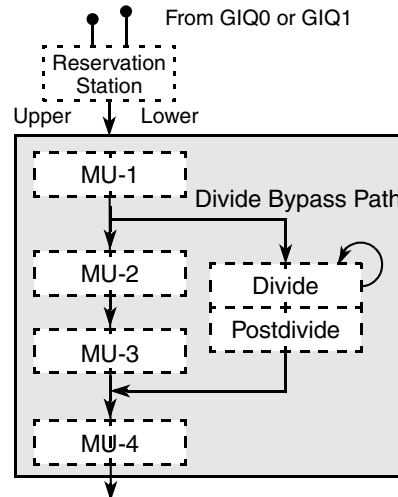 From GIQ0 or GIQ1
Reservation
Station
Upper Lower
MU-1
Divide Bypass Path
MU-2
Divide
MU-3
Postdivide
MU-4